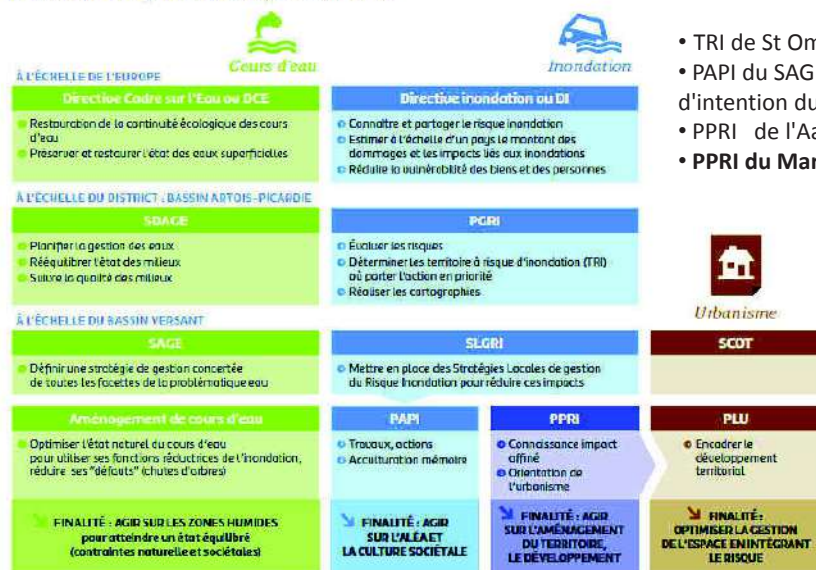 Cours d'eau
Inondation
À L'ÉCHELLE DE L'EUROPE
Directive Cadre sur l'Eau ou DCE
Restauration de la continuité écologique des cours
d'eau
Préserver et restaurer l'état des eaux superficielles
Directive inondation ou DI
Connaître et partager le risque inondation
Estimer à l'échelle d'un pays le montant des
dommages et les impacts liés aux inondations
Réduire la vulnérabilité des biens et des personnes
À L'ÉCHELLE DU DISTRICT : BASSIN ARTOIS-PICARDIE
SDAGE
Planifier la gestion des eaux
Rééquilibrer l'état des milieux
Suivre la qualité des milieux
PGRI
Évaluer les risques
Déterminer les territoire à risque d'inondation (TRI)
où porter l'action en priorité
Réaliser les cartographies
À L'ÉCHELLE DU BASSIN VERSANT
SAGE
Définir une stratégie de gestion concertée
de toutes les facettes de la problématique eau
SLGRI
Mettre en place des Stratégies Locales de gestion
du Risque Inondation pour réduire ces impacts
Urbanisme
SCOT
Aménagement de cours d'eau
Optimiser l'état naturel du cours d'eau
pour utiliser ses fonctions réductrices de l'inondation,
réduire ses "défauts" (chutes d'arbres)
FINALITÉ : AGIR SUR LES ZONES HUMIDES
pour atteindre un état équilibré
(contraintes naturelle et sociétales)
PAPI
Travaux, actions
Acculturation mémoire
FINALITÉ : AGIR
SUR L'ALÉA ET
LA CULTURE SOCIÉTALE
PPRI
Connaissance impact
affiné
Orientation de
l'urbanisme
FINALITÉ : AGIR
SUR L'AMÉNAGEMENT
DU TERRITOIRE,
LE DÉVELOPPEMENT
PLU
Encadrer le
développement
territorial
FINALITÉ :
OPTIMISER LA GESTION
DE L'ESPACE EN INTÉGRANT
LE RISQUE
• TRI de St Om
• PAPI du SAG
d'intention du
• PPRI de l'Aa
• PPRI du Mar